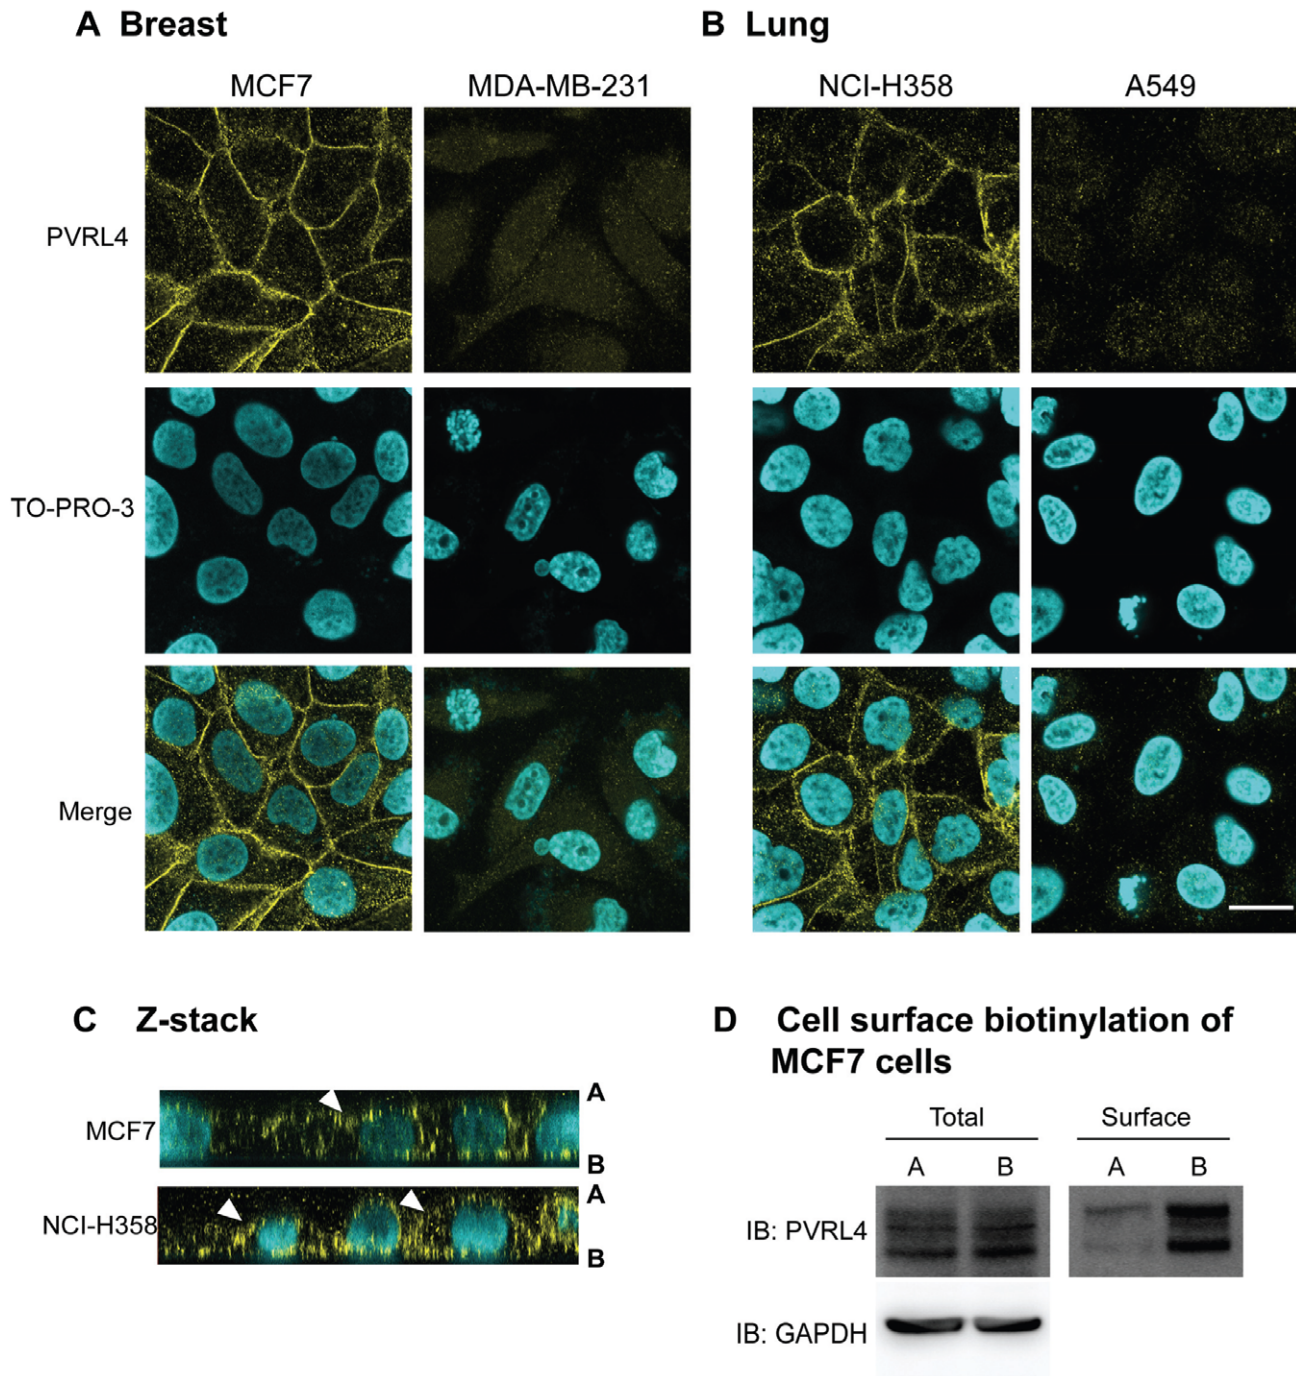 A Breast
B Lung
MCF7
MDA-MB-231
NCI-H358
A549
PVRL4
TO-PRO-3
Merge
C Z-stack
D Cell surface biotinylation of
MCF7 cells
MCF7
A
B
NCI-H358
A
B
Total
Surface
A B A B
IB: PVRL4
IB: GAPDH